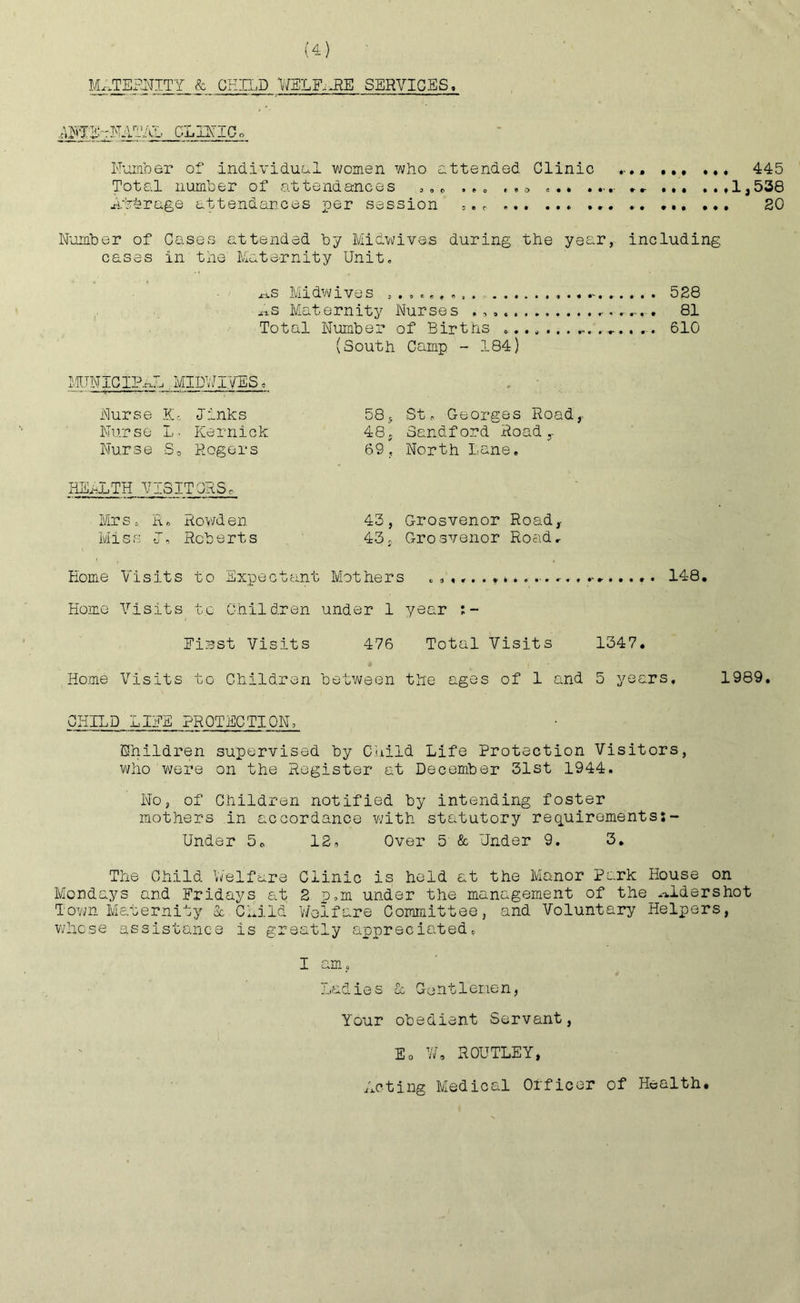 (4)
MATERNITY & CHILD WELFARE SERVICES.
ANTE-NATAL CLINIC.
Number of individual women who attended Clinic ... ... ... 445
Total number of attendances ... ... ... ... ... .. ... ...1,538
Average attendances per session ... ... ... ... .. ... ... 20
Number of Cases attended by Midwives during the year, including
cases in the Maternity Unit.
As Midwives .................... 528
As Maternity Nurses .................... 81
Total Number of Births ................ 610
(South Camp - 184)
MUNICIPAL MIDWIVES.
Nurse K. Jinks 58, St. Georges Road,
Nurse L. Kernick 48, Sandford Road,
Nurse S. Rogers 69, North Lane.
HEALTH VISITORS.
Mrs. R. Rowden 43, Grosvenor Road,
Miss J. Roberts 43, Grosvenor Road.
Home Visits to Expectant Mothers ....................... 148.
Home Visits to Children under 1 year :-
First Visits 476 Total Visits 1347.
Home Visits to Children between the ages of 1 and 5 years. 1989.
CHILD LIFE PROTECTION.
Children supervised by Child Life Protection Visitors,
who were on the Register at December 31st 1944.
No. of Children notified by intending foster
mothers in accordance with statutory requirements:-
Under 5. 12. Over 5 & Under 9. 3.
The Child Welfare Clinic is held at the Manor Park House on
Mondays and Fridays at 2 p.m under the management of the Aldershot
Town Maternity & Child Welfare Committee, and Voluntary Helpers,
whose assistance is greatly appreciated.
I am,
Ladies & Gentlemen,
Your obedient Servant,
E. W. ROUTLEY,
Acting Medical Officer of Health.